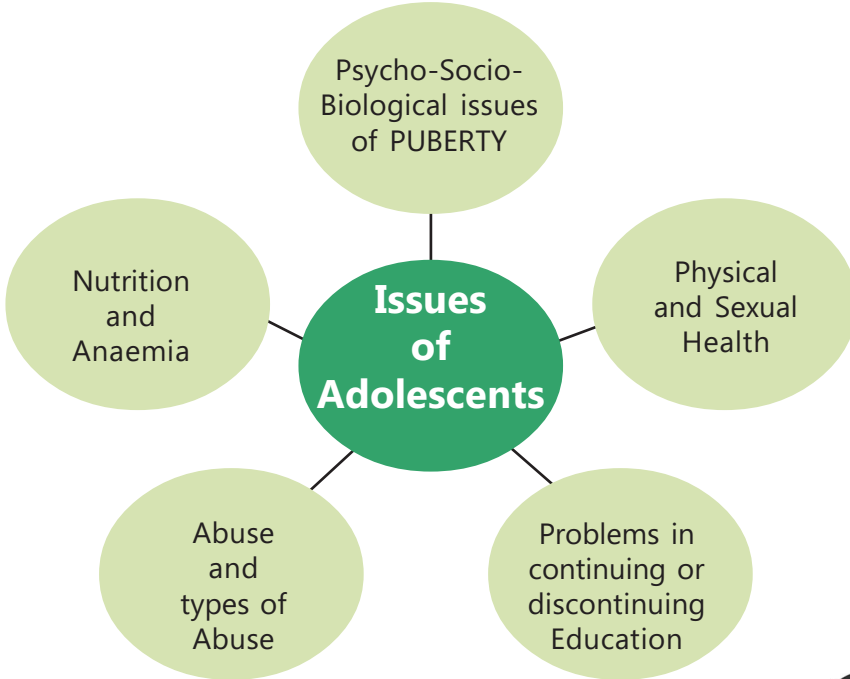 Psycho-Socio-
Biological issues
of PUBERTY
Nutrition
and
Anaemia
Issues
of
Adolescents
Physical
and Sexual
Health
Abuse
and
types of
Abuse
Problems in
continuing or
discontinuing
Education